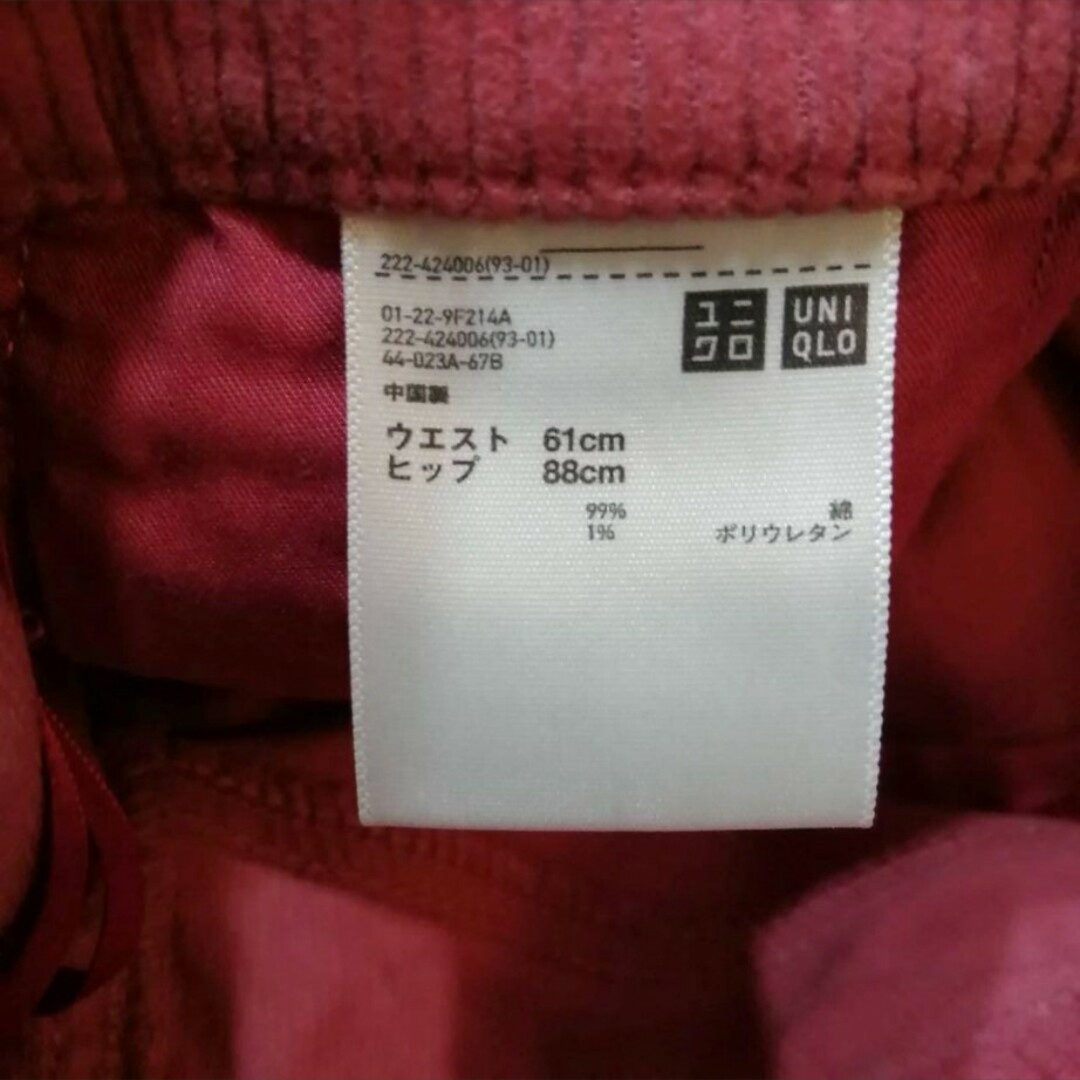 222-424006(93-01)
01-22-9F214A
222-424006(93-01)
44-023A-67B
中国製
ユニ
クロ
UNI
QLO
ウエスト 61cm
ヒップ 88cm
99% 綿
1% ポリウレタン